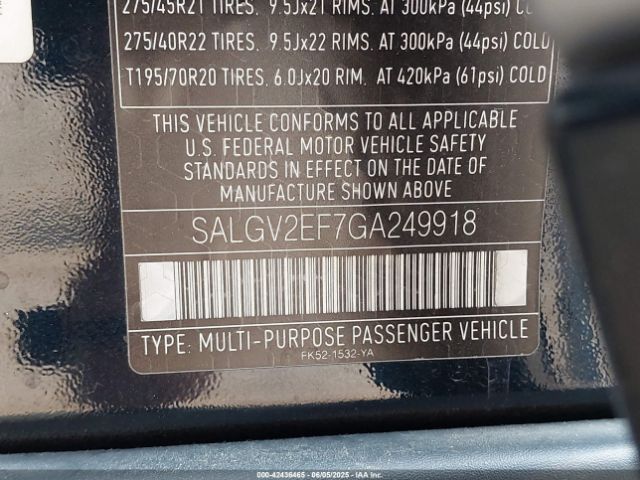 275/45R21 TIRES, 9.5Jx21 RIMS, AT 300kPa (44psi)
275/40R22 TIRES, 9.5Jx22 RIMS, AT 300kPa (44psi) COLD
T195/70R20 TIRES, 6.0Jx20 RIM, AT 420kPa (61psi) COLD
THIS VEHICLE CONFORMS TO ALL APPLICABLE
U.S. FEDERAL MOTOR VEHICLE SAFETY
STANDARDS IN EFFECT ON THE DATE OF
MANUFACTURE SHOWN ABOVE
SALGV2EF7GA249918
TYPE: MULTI-PURPOSE PASSENGER VEHICLE
FK52-1532-YA
000-42436465 - 06/05/2025 - IAAI.COM